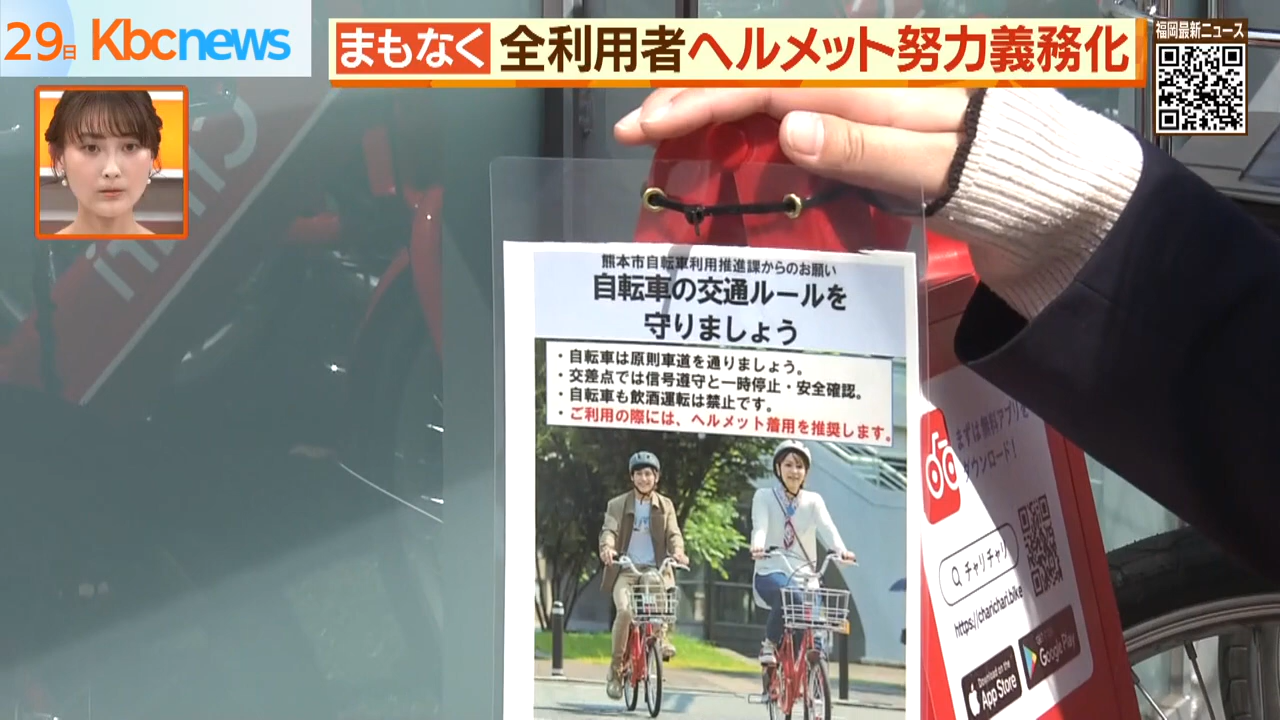 29日 Kbcnews
まもなく 全利用者ヘルメット努力義務化
福岡最新ニュース
熊本市自転車利用推進課からのお願い
自転車の交通ルールを
守りましょう
・自転車は原則車道を通りましょう。
・交差点では信号遵守と一時停止・安全確認。
・自転車も飲酒運転は禁止です。
・ご利用の際には、ヘルメット着用を推奨します。
まずは無料アプリを
ダウンロード!
チャリチャリ
https://charichari.bike
Download on the
App Store
Google Play